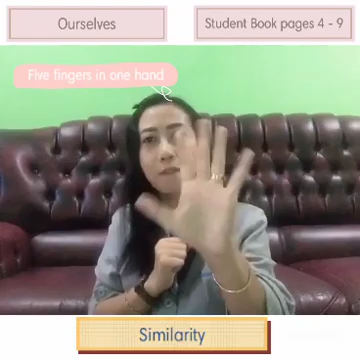 Ourselves
Student Book pages 4 - 9
Five fingers in one hand
Similarity